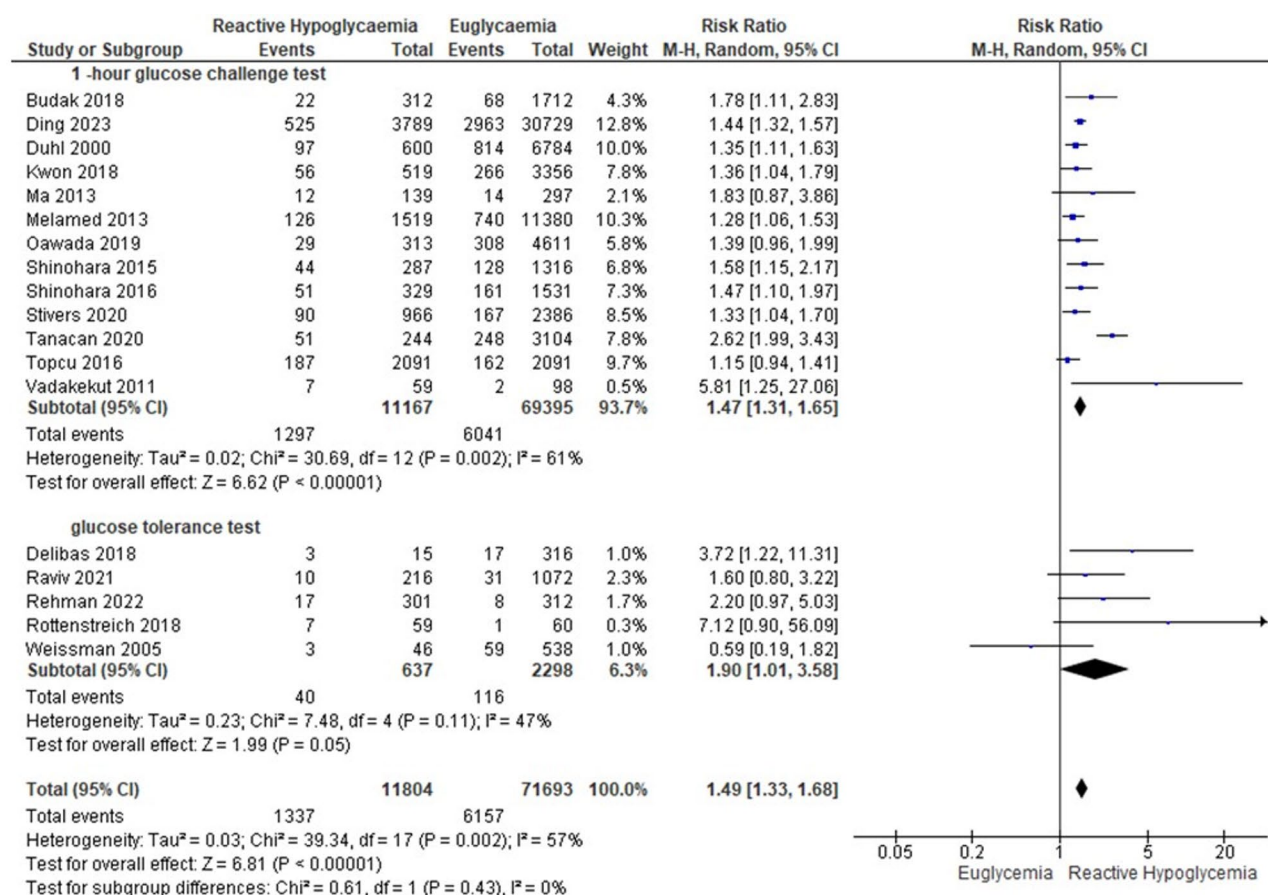 Reactive Hypoglycaemia Euglycaemia Risk Ratio Risk Ratio
Study or Subgroup Events Total Events Total Weight M-H, Random, 95% CI M-H, Random, 95% CI
1 -hour glucose challenge test
Budak 2018 22 312 68 1712 4.3% 1.78 [1.11, 2.83]
Ding 2023 525 3789 2963 30729 12.8% 1.44 [1.32, 1.57]
Duhl 2000 97 600 814 6784 10.0% 1.35 [1.11, 1.63]
Kwon 2018 56 519 266 3356 7.8% 1.36 [1.04, 1.79]
Ma 2013 12 139 14 297 2.1% 1.83 [0.87, 3.86]
Melamed 2013 126 1519 740 11380 10.3% 1.28 [1.06, 1.53]
Oawada 2019 29 313 308 4611 5.8% 1.39 [0.96, 1.99]
Shinohara 2015 44 287 128 1316 6.8% 1.58 [1.15, 2.17]
Shinohara 2016 51 329 161 1531 7.3% 1.47 [1.10, 1.97]
Stivers 2020 90 966 167 2386 8.5% 1.33 [1.04, 1.70]
Tanacan 2020 51 244 248 3104 7.8% 2.62 [1.99, 3.43]
Topcu 2016 187 2091 162 2091 9.7% 1.15 [0.94, 1.41]
Vadakekut 2011 7 59 2 98 0.5% 5.81 [1.25, 27.06]
Subtotal (95% CI) 11167 69395 93.7% 1.47 [1.31, 1.65]
Total events 1297 6041
Heterogeneity: Tau² = 0.02; Chi² = 30.69, df = 12 (P = 0.002); I² = 61%
Test for overall effect: Z = 6.62 (P < 0.00001)
glucose tolerance test
Delibas 2018 3 15 17 316 1.0% 3.72 [1.22, 11.31]
Raviv 2021 10 216 31 1072 2.3% 1.60 [0.80, 3.22]
Rehman 2022 17 301 8 312 1.7% 2.20 [0.97, 5.03]
Rottenstreich 2018 7 59 1 60 0.3% 7.12 [0.90, 56.09]
Weissman 2005 3 46 59 538 1.0% 0.59 [0.19, 1.82]
Subtotal (95% CI) 637 2298 6.3% 1.90 [1.01, 3.58]
Total events 40 116
Heterogeneity: Tau² = 0.23; Chi² = 7.48, df = 4 (P = 0.11); I² = 47%
Test for overall effect: Z = 1.99 (P = 0.05)
Total (95% CI) 11804 71693 100.0% 1.49 [1.33, 1.68]
Total events 1337 6157
Heterogeneity: Tau² = 0.03; Chi² = 39.34, df = 17 (P = 0.002); I² = 57%
Test for overall effect: Z = 6.81 (P < 0.00001)
Test for subgroup differences: Chi² = 0.61, df = 1 (P = 0.43), I² = 0%
0.05 0.2 1 5 20
Euglycemia Reactive Hypoglycemia